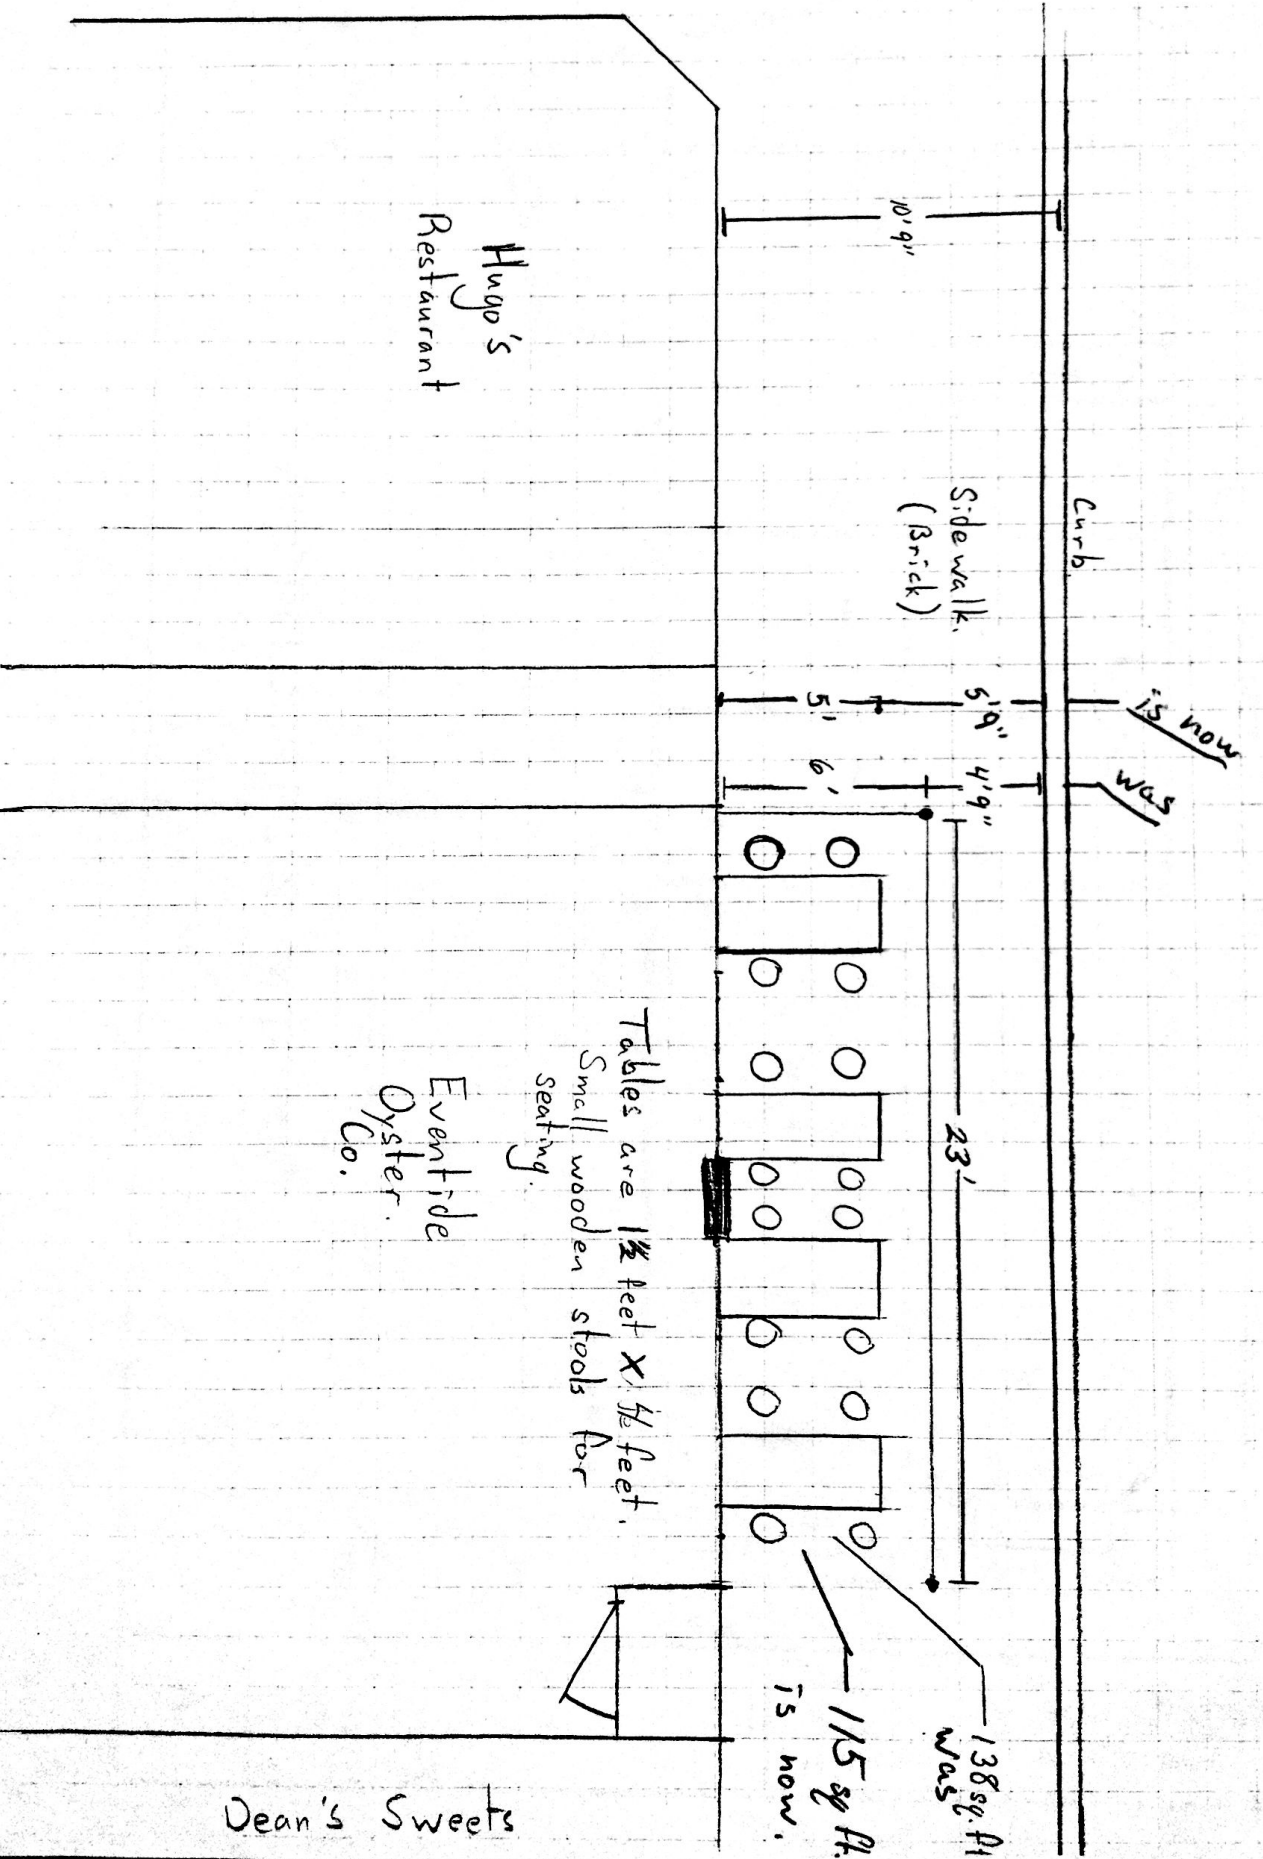 10'9"
Curb
Sidewalk.
(Brick)
Hugo's
Restaurant
is now
5'9"
5'
was
4'9"
6'
23'
Tables are 1½ feet X feet.
Small wooden stools for
seating.
Eventide
Oyster
Co.
138 sq. ft
was
115 sq ft.
is now.
Dean's Sweets